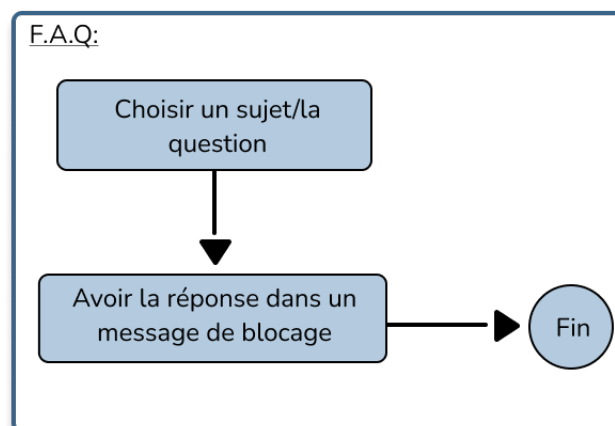 F.A.Q:
Choisir un sujet/la
question
Avoir la réponse dans un
message de blocage
Fin